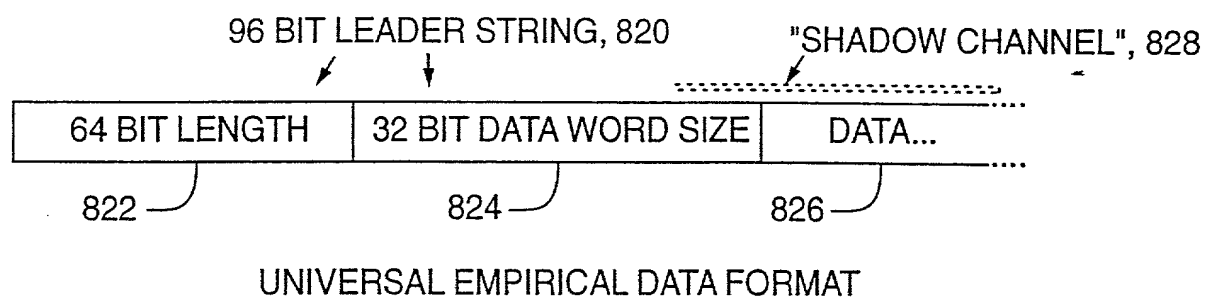 96 BIT LEADER STRING, 820
"SHADOW CHANNEL", 828
64 BIT LENGTH
32 BIT DATA WORD SIZE
DATA...
822
824
826
UNIVERSAL EMPIRICAL DATA FORMAT